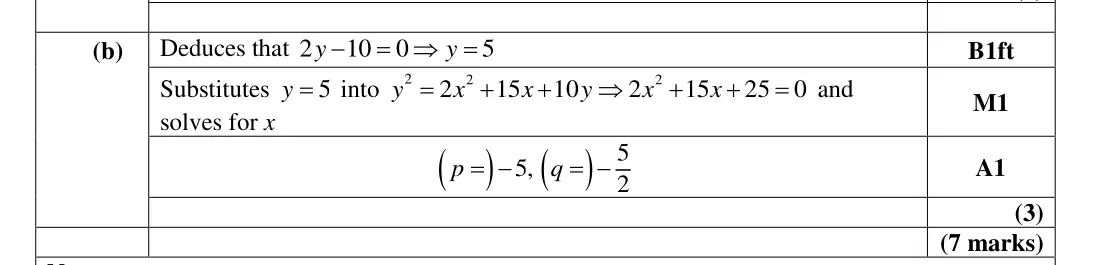 (b) Deduces that 2y−10 = 0 ⇒ y = 5 B1ft
Substitutes y = 5 into y² = 2x² +15x+10y ⇒ 2x² +15x+25 = 0 and
solves for x M1
(p =)−5, (q =)−5/2 A1
(3)
(7 marks)